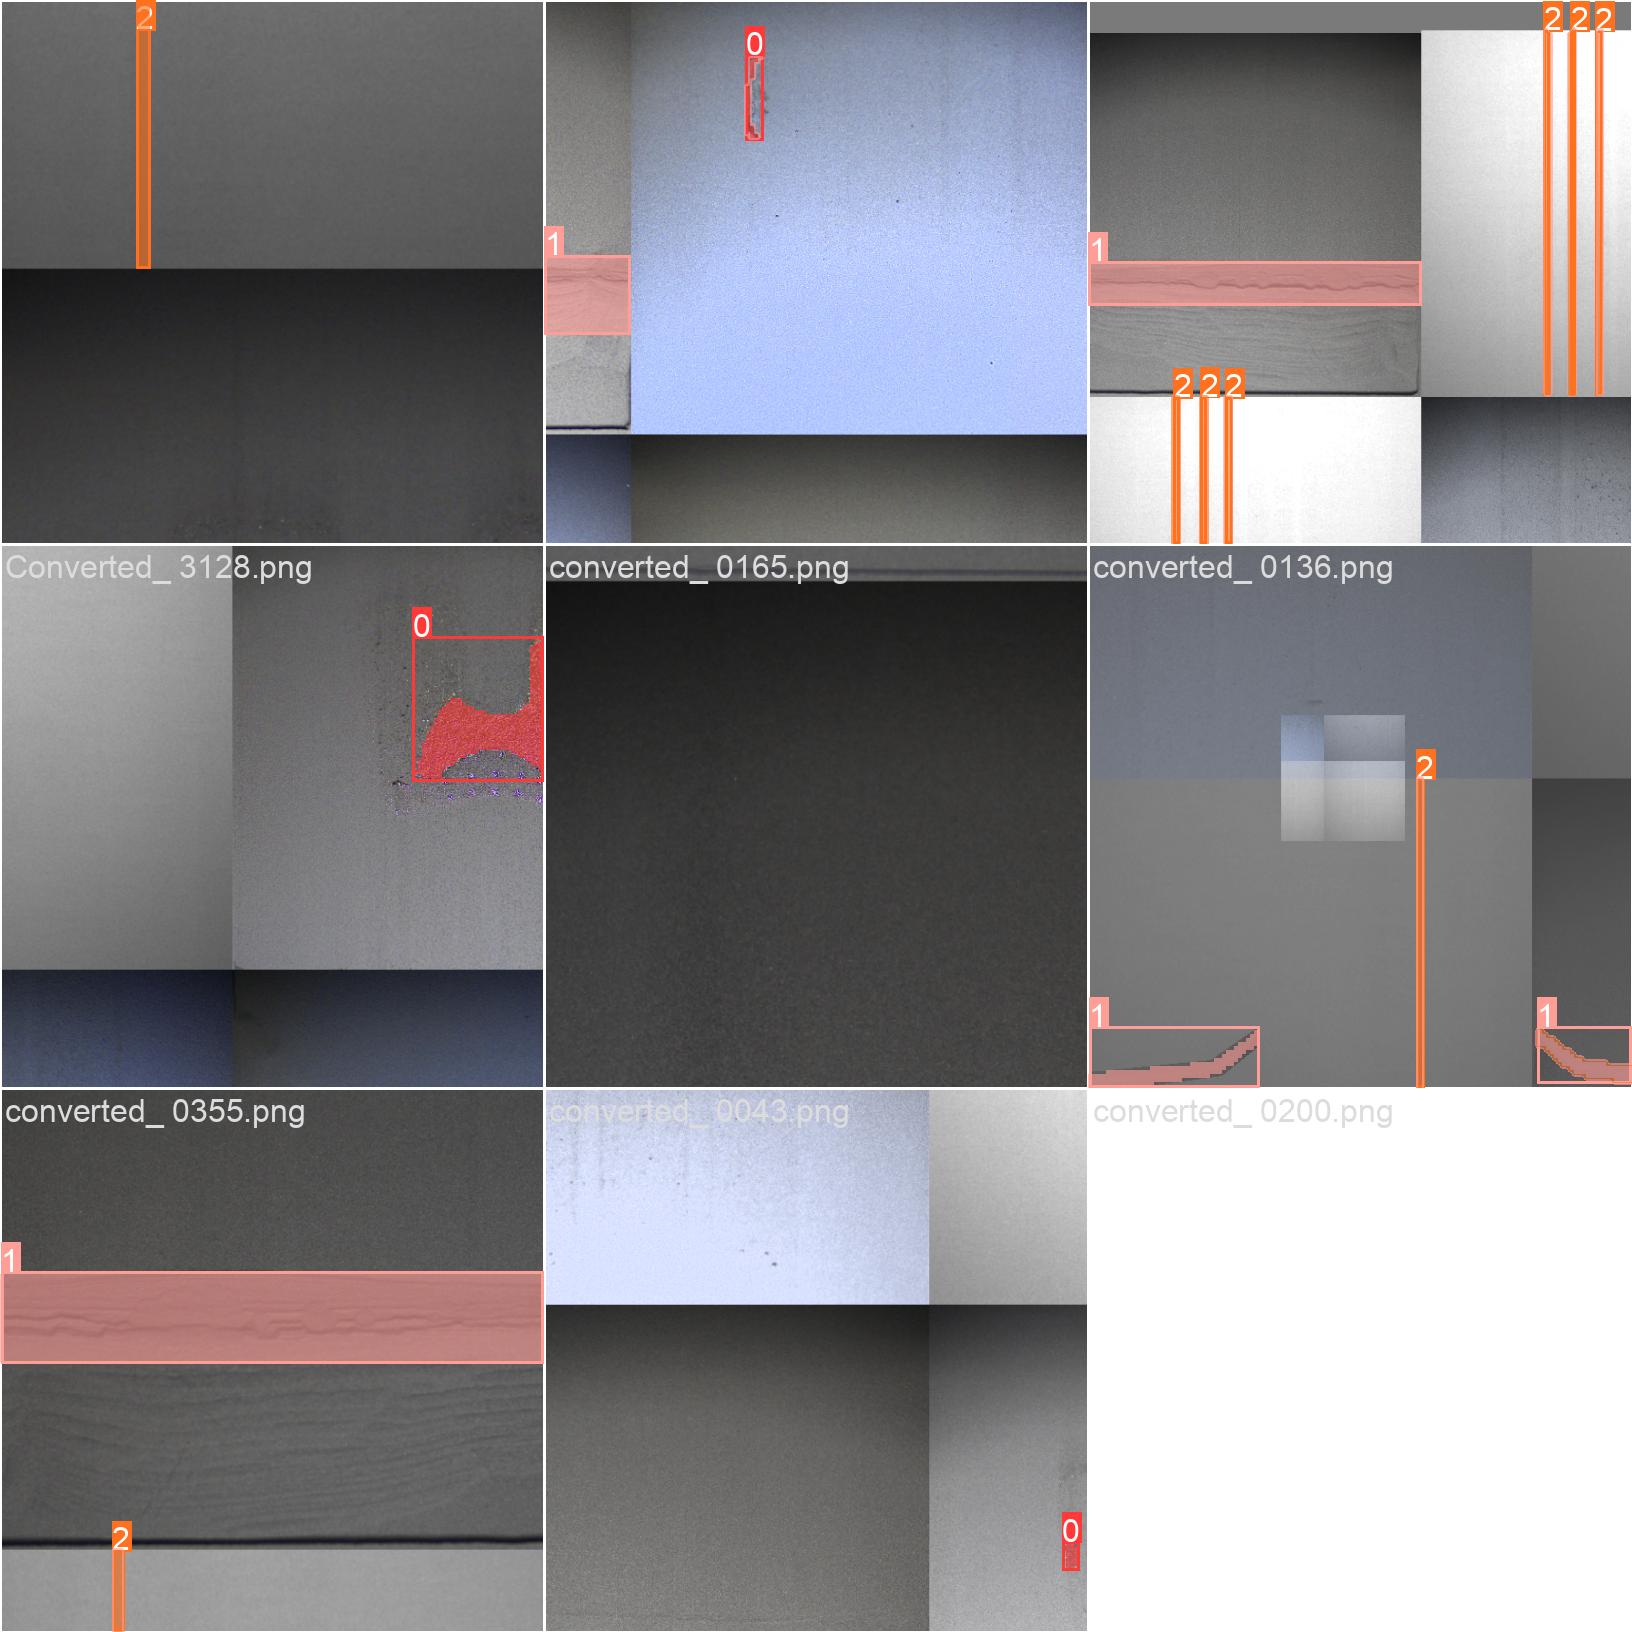 2
0
1
2 2 2
1
2 2 2
Converted_ 3128.png
0
converted_ 0165.png
converted_ 0136.png
2
1
1
converted_ 0355.png
1
2
converted_ 0043.png
0
converted_ 0200.png